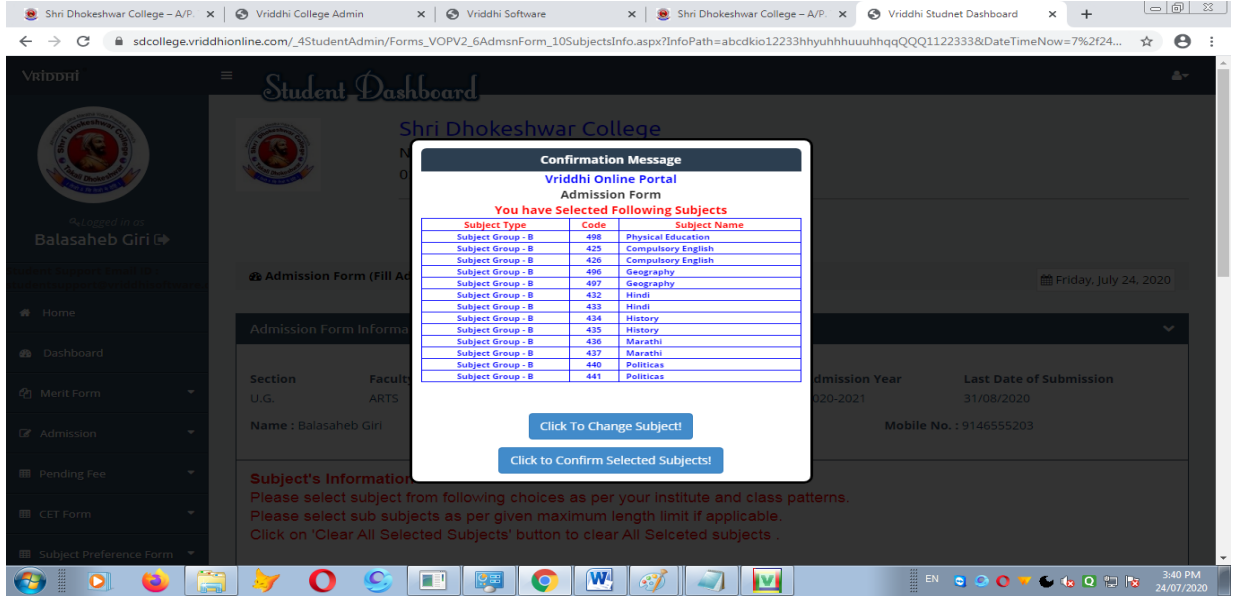 Shri Dhokeshwar College – A/P.
Vriddhi College Admin
Vriddhi Software
Shri Dhokeshwar College – A/P.
Vriddhi Studnet Dashboard
sdcollege.vriddhionline.com/_4StudentAdmin/Forms_VOPV2_6AdmsnForm_10SubjectsInfo.aspx?InfoPath=abcdkio12233hhyuhhhuuuhhqqQQQ1122333&DateTimeNow=7%2f24...
VRIDDHI
Student Dashboard
Shri Dhokeshwar College
Logged in as
Balasaheb Giri
Admission Form (Fill Ad
Friday, July 24, 2020
Home
Dashboard
Merit Form
Admission
Pending Fee
CET Form
Subject Preference Form
Admission Form Informa
Section Facult
dmission Year Last Date of Submission
U.G. ARTS
020-2021 31/08/2020
Name : Balasaheb Giri
Mobile No. : 9146555203
Subject's Information
Please select subject from following choices as per your institute and class patterns.
Please select sub subjects as per given maximum length limit if applicable.
Click on 'Clear All Selected Subjects' button to clear All Selceted subjects .
Confirmation Message
Vriddhi Online Portal
Admission Form
You have Selected Following Subjects
Subject Type Code Subject Name
Subject Group - B 498 Physical Education
Subject Group - B 425 Compulsory English
Subject Group - B 426 Compulsory English
Subject Group - B 496 Geography
Subject Group - B 497 Geography
Subject Group - B 432 Hindi
Subject Group - B 433 Hindi
Subject Group - B 434 History
Subject Group - B 435 History
Subject Group - B 436 Marathi
Subject Group - B 437 Marathi
Subject Group - B 440 Politicas
Subject Group - B 441 Politicas
Click To Change Subject!
Click to Confirm Selected Subjects!
EN
3:40 PM
24/07/2020